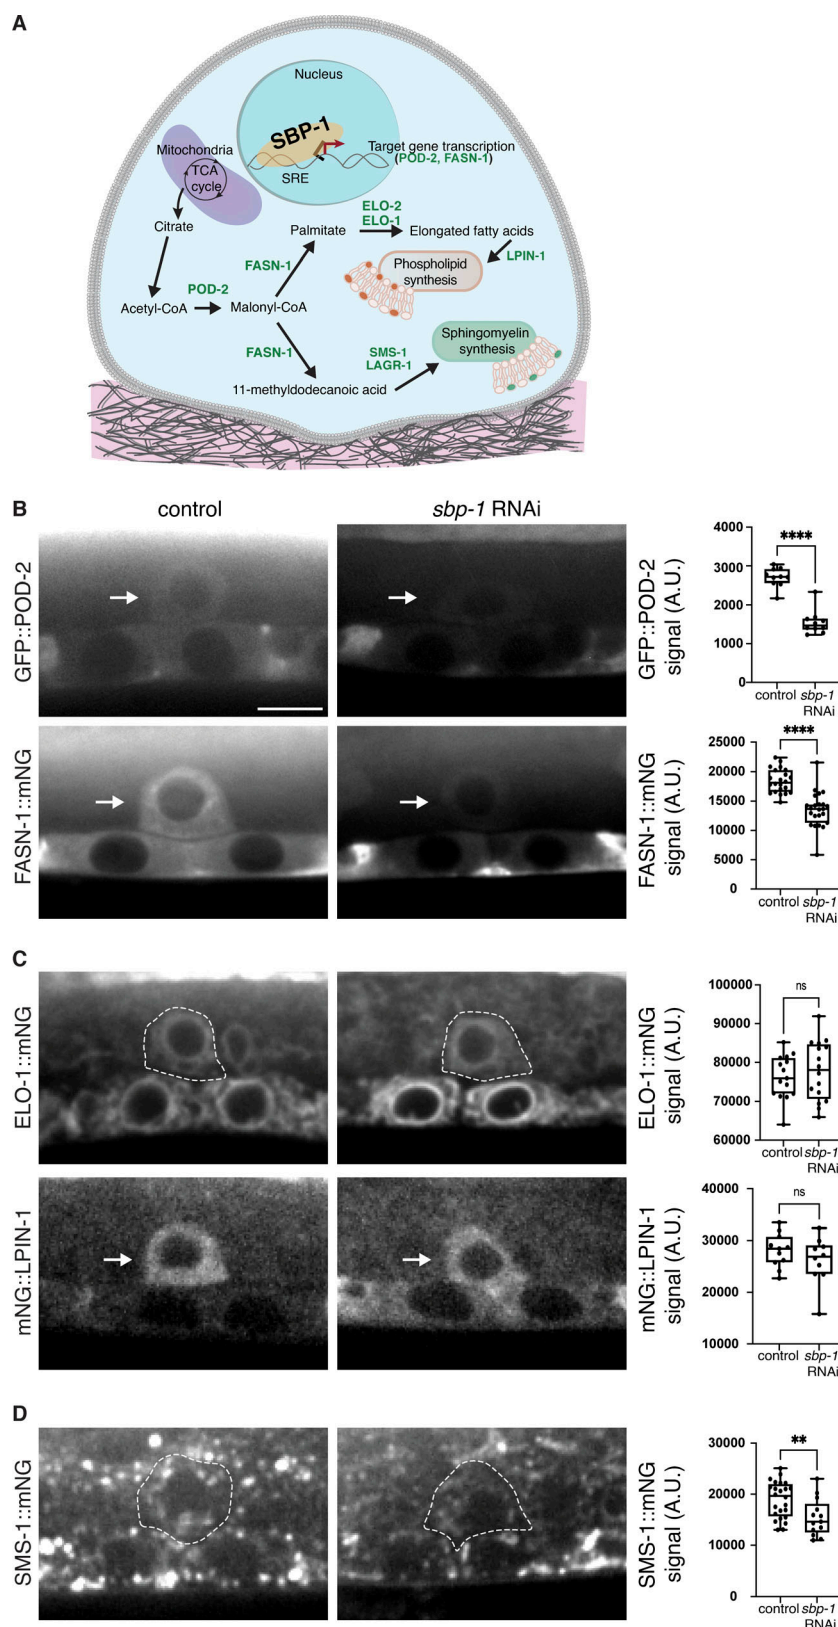 A
Nucleus
SBP-1
Mitochondria
Target gene transcription
(POD-2, FASN-1)
TCA
cycle
SRE
ELO-2
ELO-1
Citrate
Palmitate
Elongated fatty acids
LPIN-1
FASN-1
Phospholipid
synthesis
POD-2
Acetyl-CoA
Malonyl-CoA
Sphingomyelin
synthesis
FASN-1
SMS-1
LAGR-1
11-methyldodecanoic acid
B
control
sbp-1 RNAi
GFP::POD-2
GFP::POD-2
signal (A.U.)
4000
3000
2000
1000
0
****
control
sbp-1
RNAi
FASN-1::mNG
FASN-1::mNG
signal (A.U.)
25000
20000
15000
10000
5000
0
****
control
sbp-1
RNAi
C
ELO-1::mNG
ELO-1::mNG
signal (A.U.)
100000
90000
80000
70000
60000
ns
control
sbp-1
RNAi
mNG::LPIN-1
mNG::LPIN-1
signal (A.U.)
40000
30000
20000
10000
ns
control
sbp-1
RNAi
D
SMS-1::mNG
SMS-1::mNG
signal (A.U.)
30000
20000
10000
0
**
control
sbp-1
RNAi